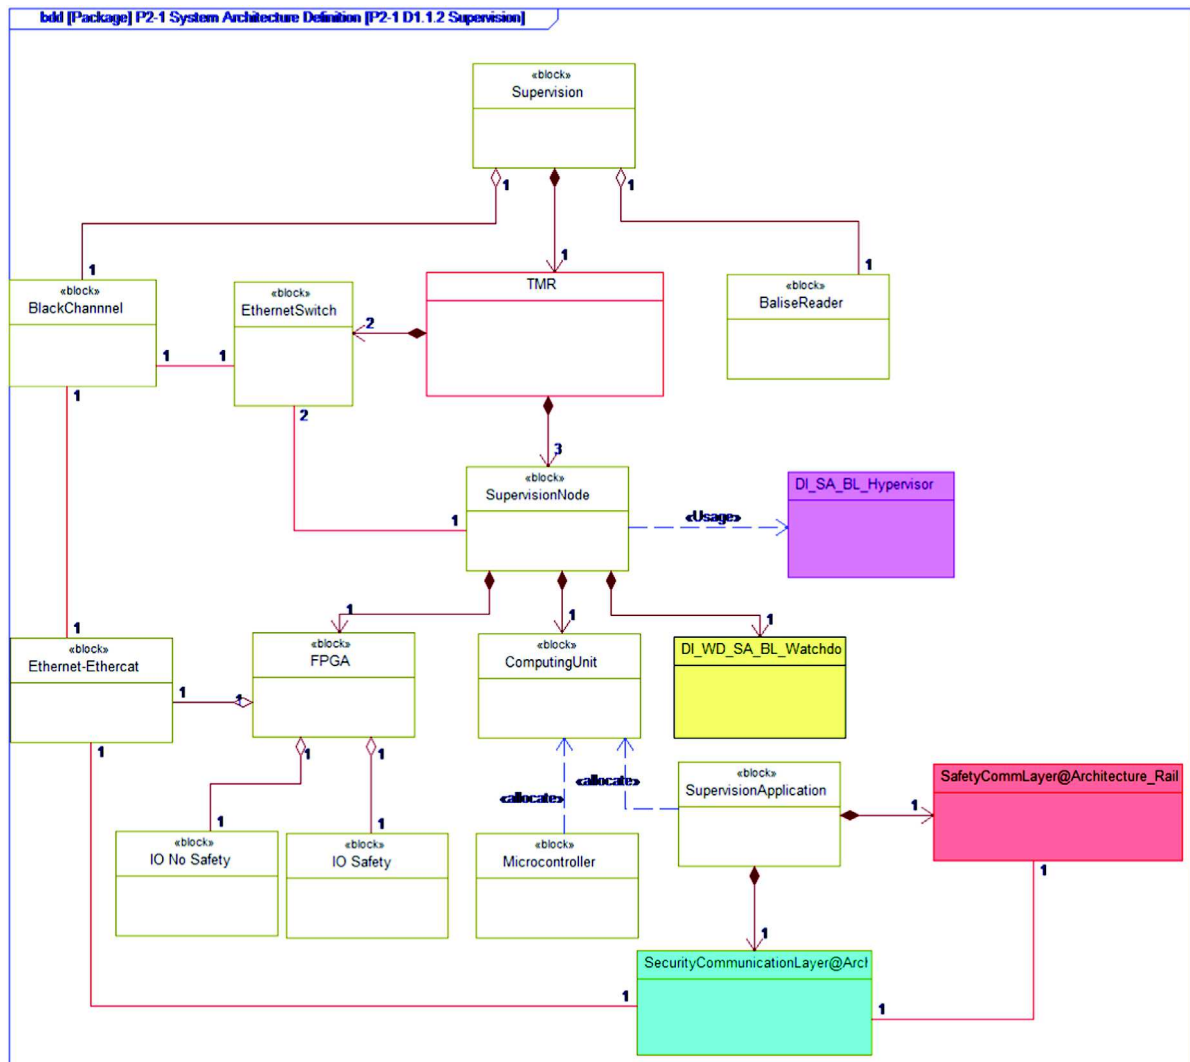 bdd [Package] P2-1 System Architecture Definition [P2-1 D1.1.2 Supervision]
«block»
Supervision
1
1
1
1
1
1
«block»
BlackChannnel
«block»
EthernetSwitch
TMR
«block»
BaliseReader
2
1
1
1
2
3
«block»
SupervisionNode
DI_SA_BL_Hypervisor
«Usage»
1
1
1
1
1
«block»
Ethernet-Ethercat
«block»
FPGA
«block»
ComputingUnit
DI_WD_SA_BL_Watchdo
1
1
1
1
1
«allocate»
«allocate»
«block»
SupervisionApplication
SafetyCommLayer@Architecture_Rail
1
1
1
«block»
IO No Safety
«block»
IO Safety
«block»
Microcontroller
1
1
SecurityCommunicationLayer@Arch
1
1